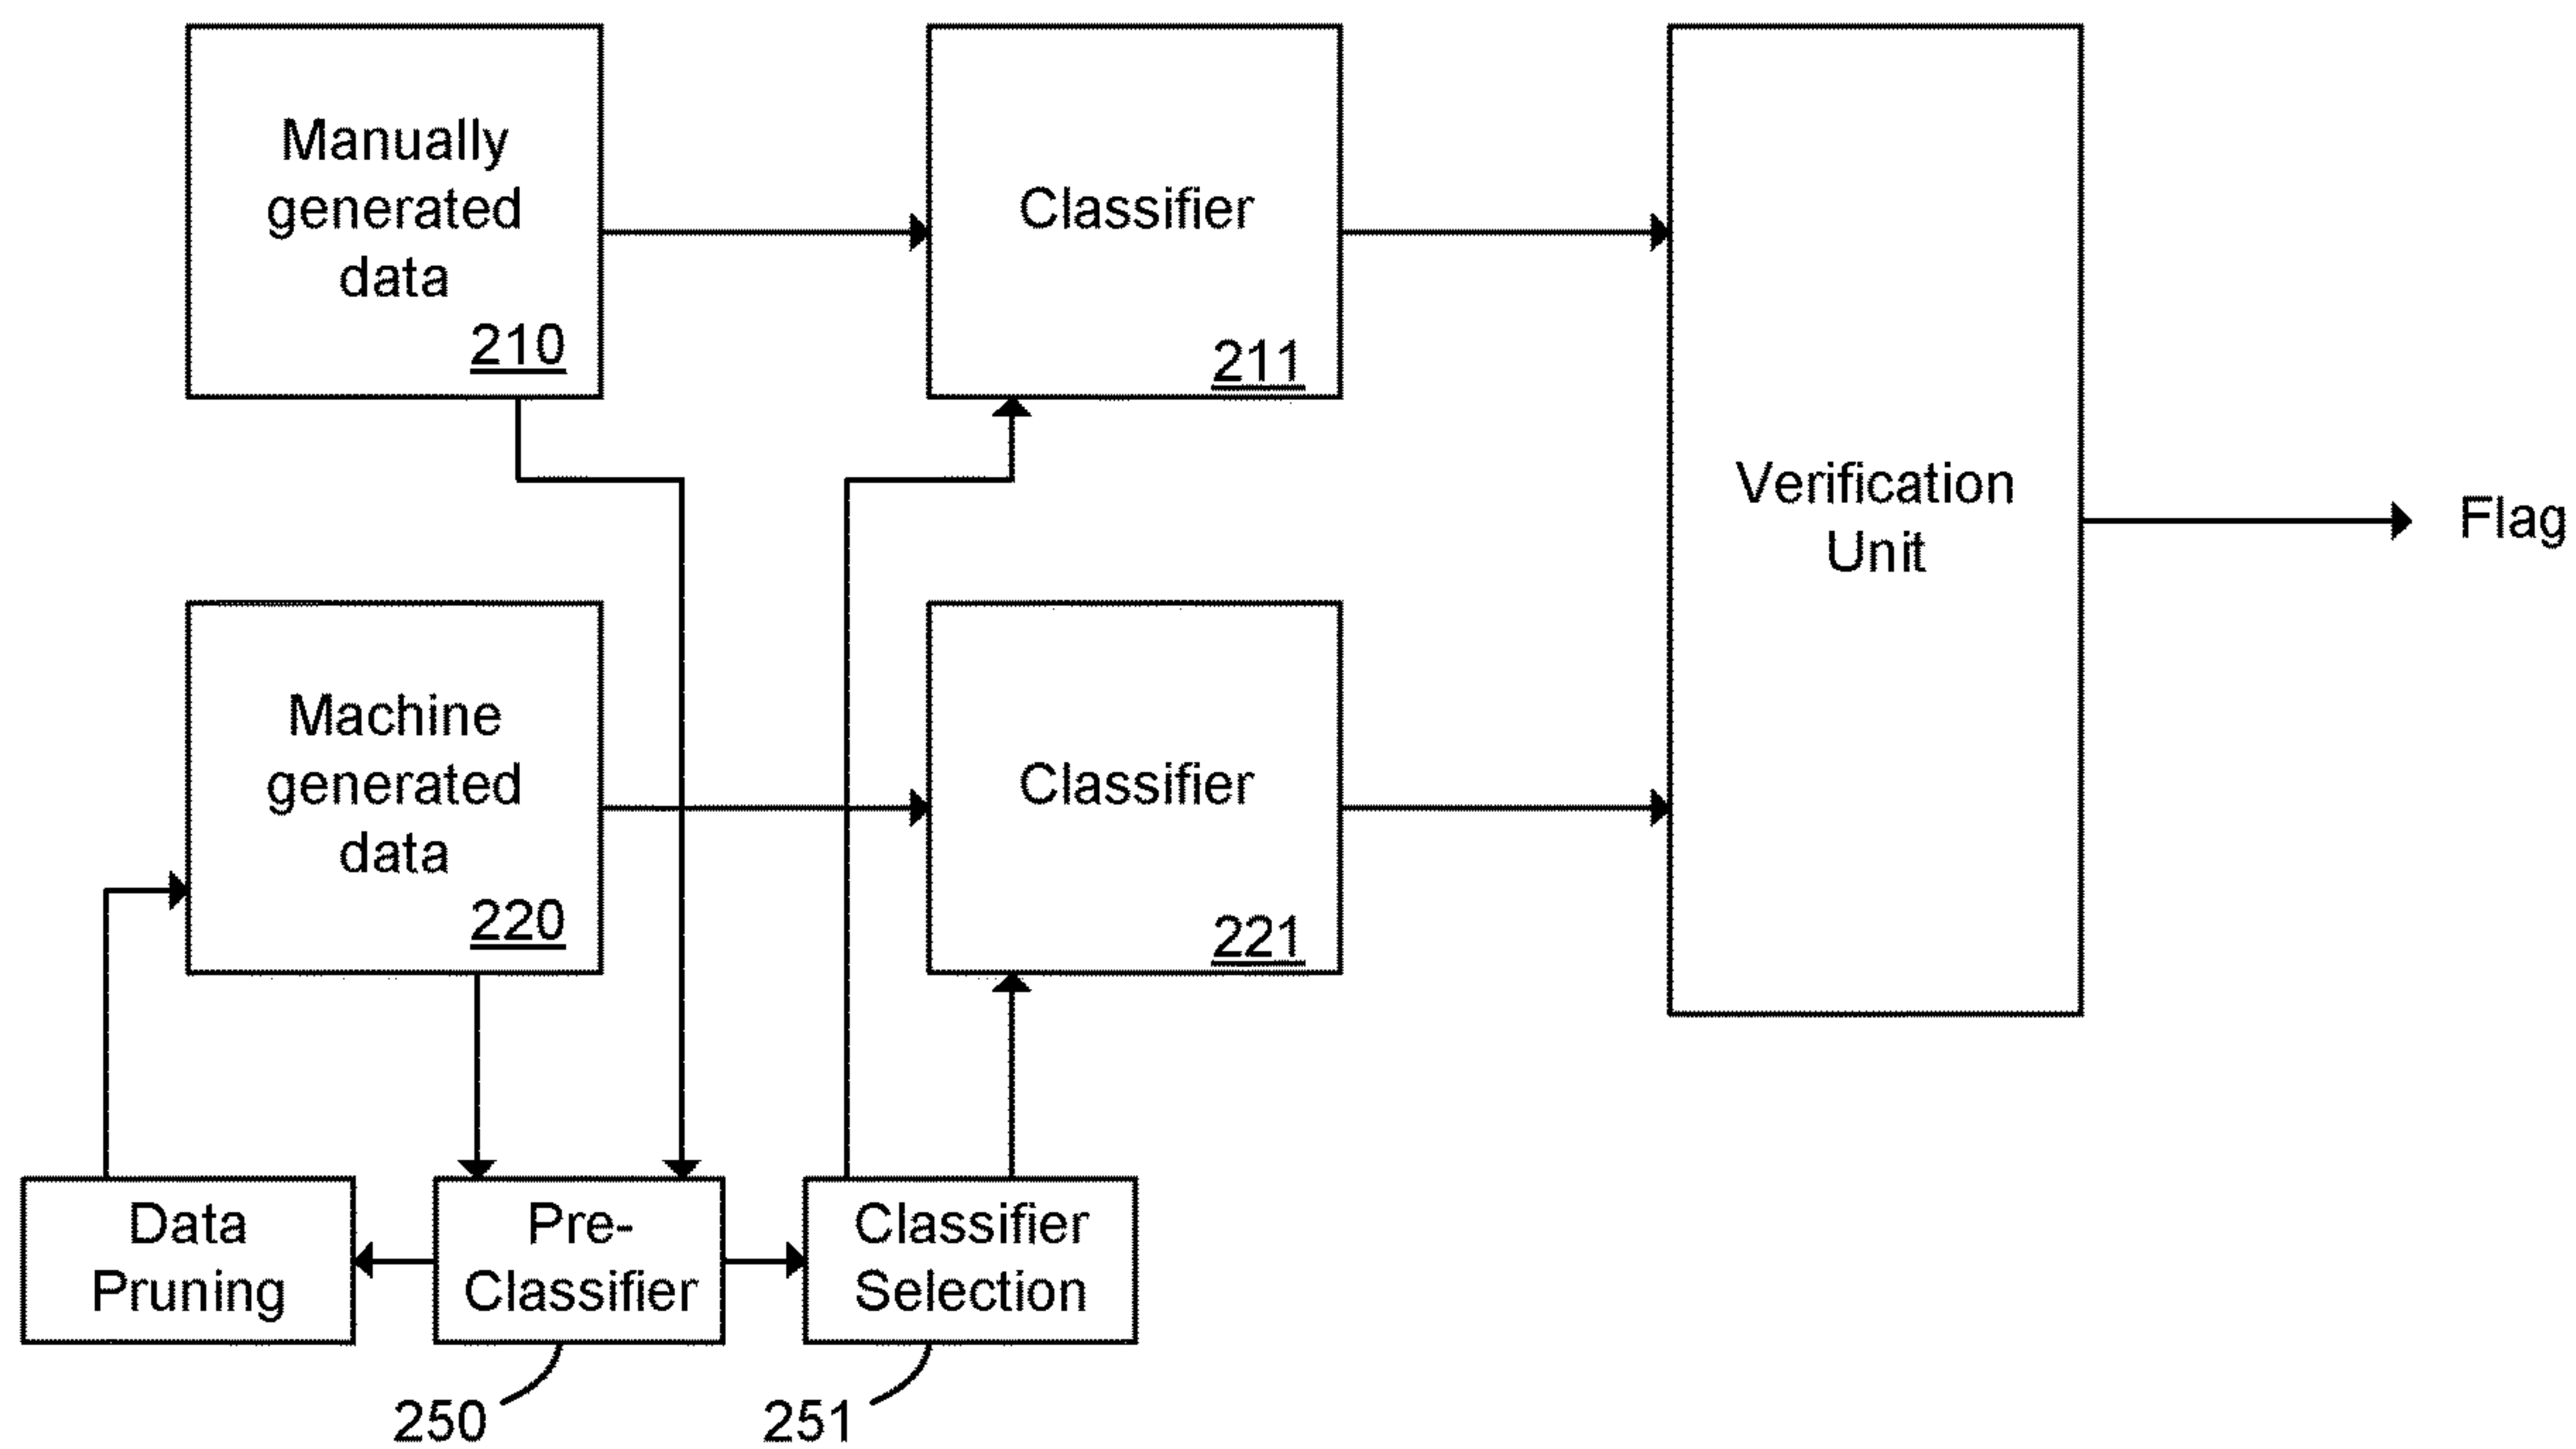 Manually
generated
data
210
Classifier
211
Verification
Unit
Flag
Machine
generated
data
220
Classifier
221
Data
Pruning
Pre-
Classifier
Classifier
Selection
250
251